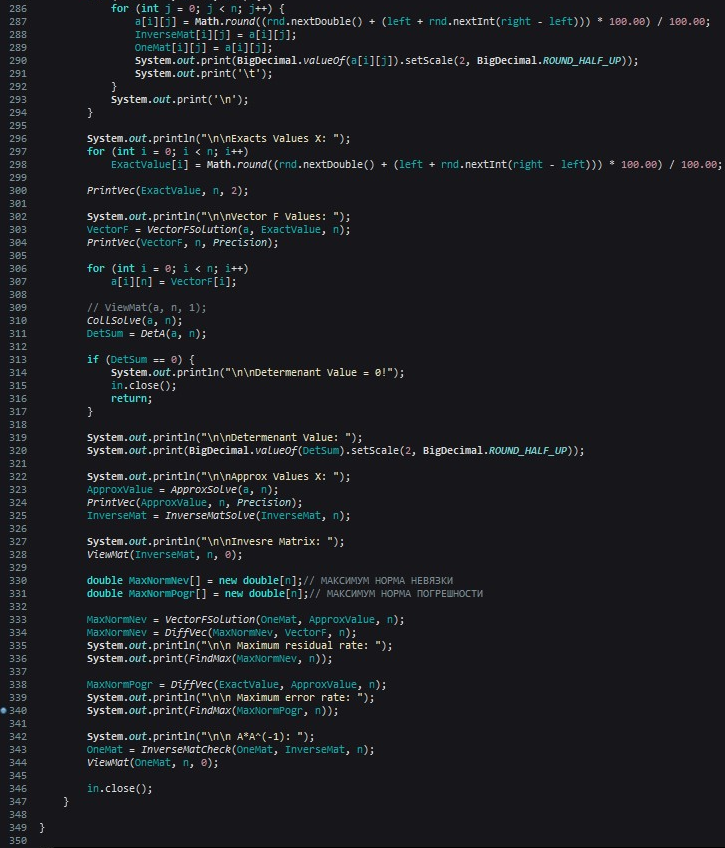 286 for (int j = 0; j < n; j++) {
287 a[i][j] = Math.round((rnd.nextDouble() + (left + rnd.nextInt(right - left))) * 100.00) / 100.00;
288 InverseMat[i][j] = a[i][j];
289 OneMat[i][j] = a[i][j];
290 System.out.print(BigDecimal.valueOf(a[i][j]).setScale(2, BigDecimal.ROUND_HALF_UP));
291 System.out.print('\t');
292 }
293 System.out.print('\n');
294 }
295
296 System.out.println("\n\nExacts Values X: ");
297 for (int i = 0; i < n; i++)
298 ExactValue[i] = Math.round((rnd.nextDouble() + (left + rnd.nextInt(right - left))) * 100.00) / 100.00;
299
300 PrintVec(ExactValue, n, 2);
301
302 System.out.println("\n\nVector F Values: ");
303 VectorF = VectorFSolution(a, ExactValue, n);
304 PrintVec(VectorF, n, Precision);
305
306 for (int i = 0; i < n; i++)
307 a[i][n] = VectorF[i];
308
309 // ViewMat(a, n, 1);
310 CollSolve(a, n);
311 DetSum = DetA(a, n);
312
313 if (DetSum == 0) {
314 System.out.println("\n\nDetermenant Value = 0!");
315 in.close();
316 return;
317 }
318
319 System.out.println("\n\nDetermenant Value: ");
320 System.out.print(BigDecimal.valueOf(DetSum).setScale(2, BigDecimal.ROUND_HALF_UP));
321
322 System.out.println("\n\nApprox Values X: ");
323 ApproxValue = ApproxSolve(a, n);
324 PrintVec(ApproxValue, n, Precision);
325 InverseMat = InverseMatSolve(InverseMat, n);
326
327 System.out.println("\n\nInvesre Matrix: ");
328 ViewMat(InverseMat, n, 0);
329
330 double MaxNormNev[] = new double[n];// МАКСИМУМ НОРМА НЕВЯЗКИ
331 double MaxNormPogr[] = new double[n];// МАКСИМУМ НОРМА ПОГРЕШНОСТИ
332
333 MaxNormNev = VectorFSolution(OneMat, ApproxValue, n);
334 MaxNormNev = DiffVec(MaxNormNev, VectorF, n);
335 System.out.println("\n\n Maximum residual rate: ");
336 System.out.print(FindMax(MaxNormNev, n));
337
338 MaxNormPogr = DiffVec(ExactValue, ApproxValue, n);
339 System.out.println("\n\n Maximum error rate: ");
340 System.out.print(FindMax(MaxNormPogr, n));
341
342 System.out.println("\n\n A*A^(-1): ");
343 OneMat = InverseMatCheck(OneMat, InverseMat, n);
344 ViewMat(OneMat, n, 0);
345
346 in.close();
347 }
348
349 }
350